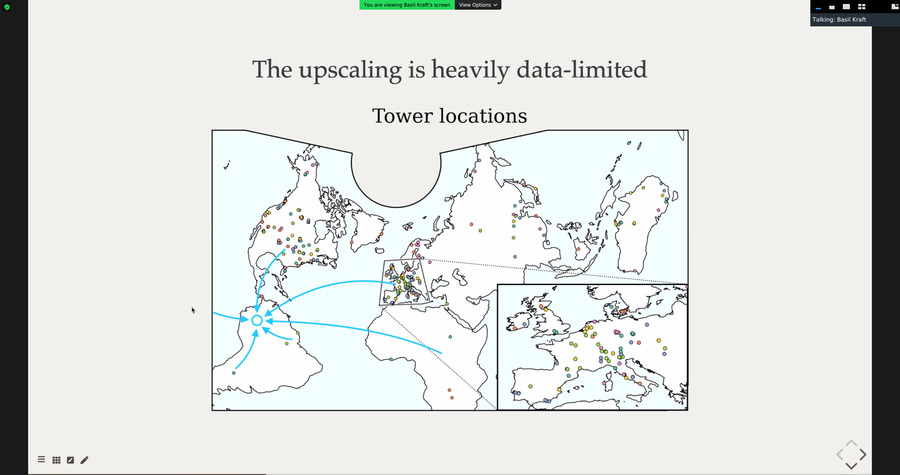 You are viewing Basil Kraft's screen
View Options
Talking: Basil Kraft
The upscaling is heavily data-limited
Tower locations